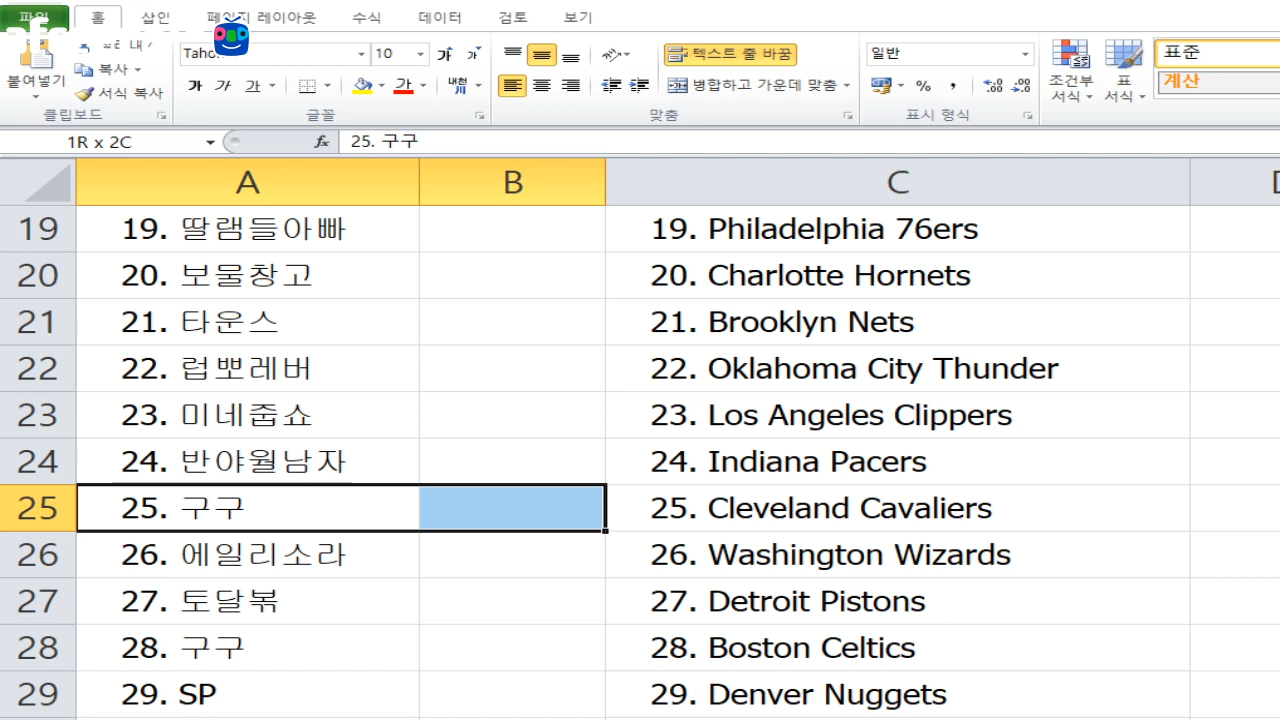 파일 홈 삽입 페이지 레이아웃 수식 데이터 검토 보기
Taho 10 가 가 텍스트 줄 바꿈 일반 표준
붙여넣기 복사 서식 복사 가 가 가 가 내천 병합하고 가운데 맞춤 % , 조건부 서식 표 서식 계산
클립보드 글꼴 맞춤 표시 형식
1R x 2C fx 25. 구구
A B C
19 19. 딸램들아빠 19. Philadelphia 76ers
20 20. 보물창고 20. Charlotte Hornets
21 21. 타운스 21. Brooklyn Nets
22 22. 럽뽀레버 22. Oklahoma City Thunder
23 23. 미네줍쇼 23. Los Angeles Clippers
24 24. 반야월남자 24. Indiana Pacers
25 25. 구구 25. Cleveland Cavaliers
26 26. 에일리소라 26. Washington Wizards
27 27. 토달볶 27. Detroit Pistons
28 28. 구구 28. Boston Celtics
29 29. SP 29. Denver Nuggets